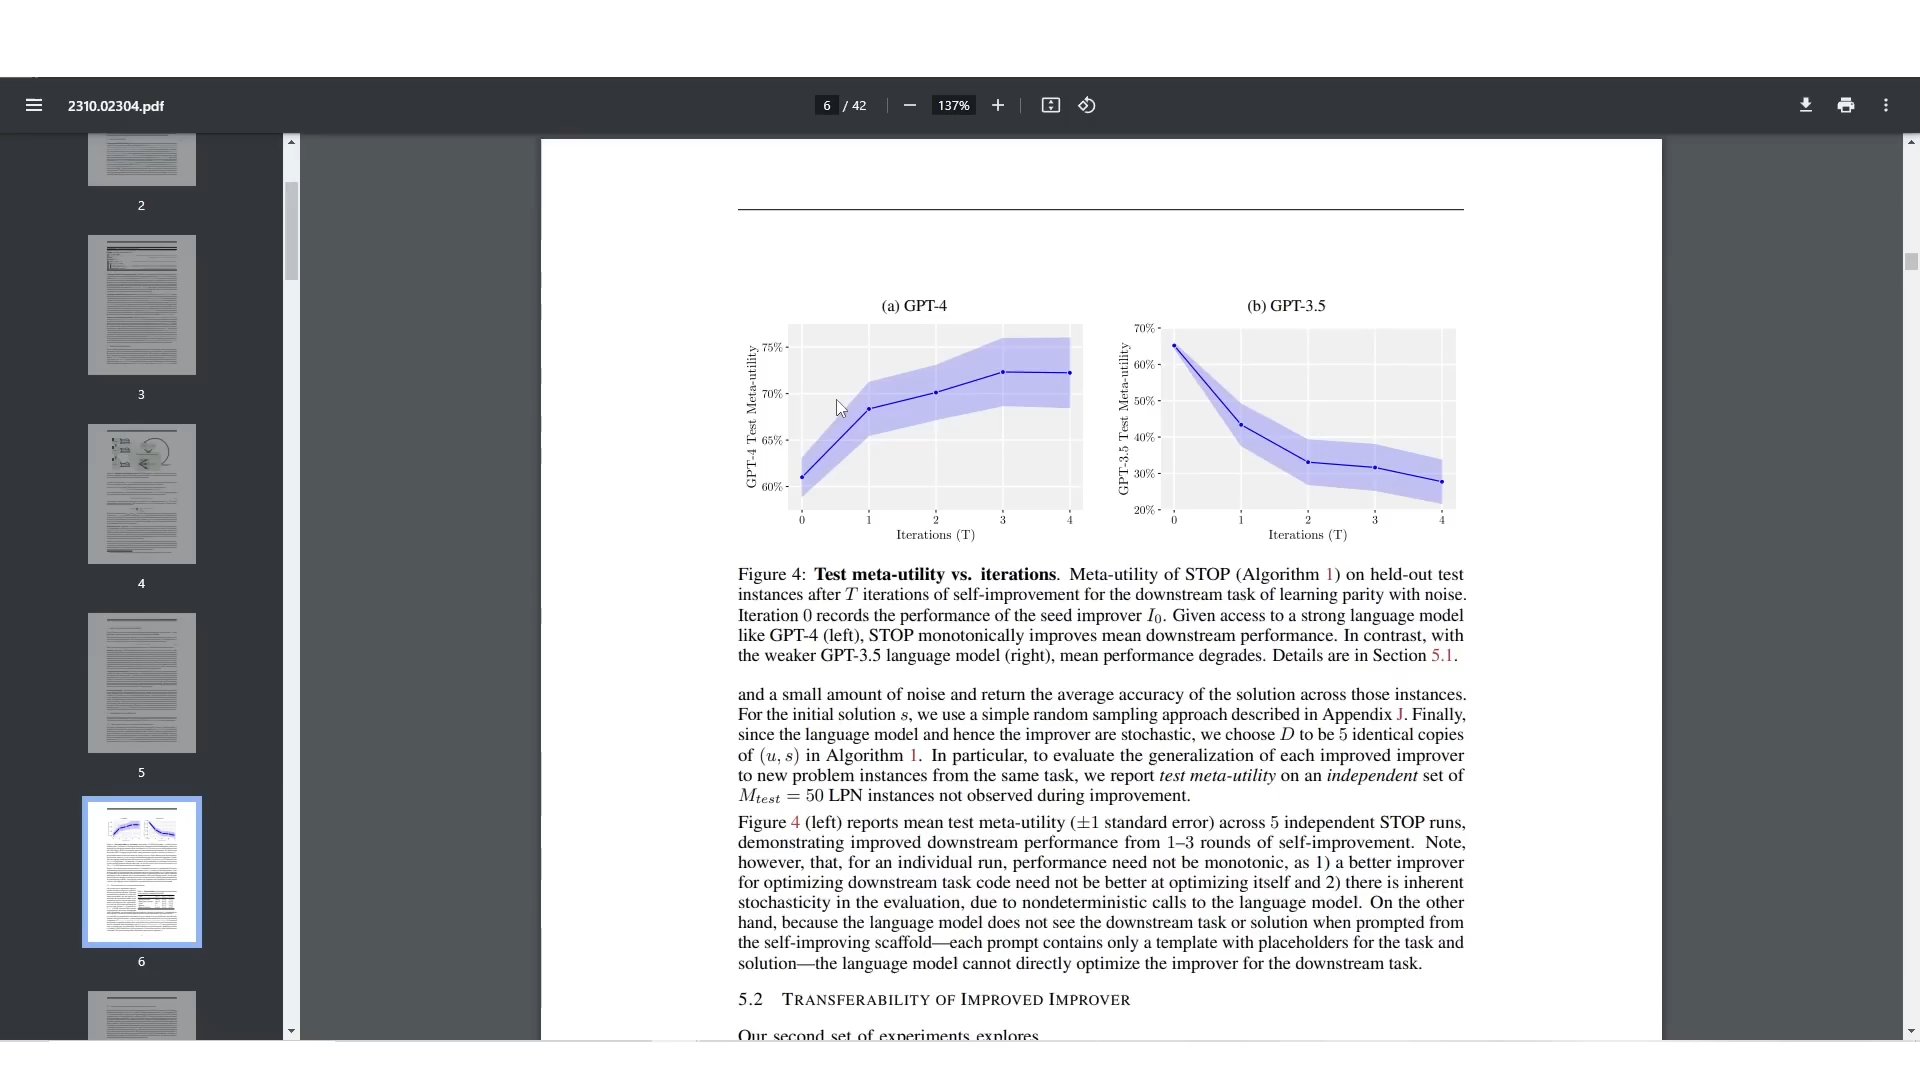 2310.02304.pdf
6 / 42
137%
2
3
4
5
6
(a) GPT-4
(b) GPT-3.5
GPT-4 Test Meta-utility
75%
70%
65%
60%
0 1 2 3 4
Iterations (T)
GPT-3.5 Test Meta-utility
70%
60%
50%
40%
30%
20%
0 1 2 3 4
Iterations (T)
Figure 4: Test meta-utility vs. iterations. Meta-utility of STOP (Algorithm 1) on held-out test
instances after T iterations of self-improvement for the downstream task of learning parity with noise.
Iteration 0 records the performance of the seed improver I₀. Given access to a strong language model
like GPT-4 (left), STOP monotonically improves mean downstream performance. In contrast, with
the weaker GPT-3.5 language model (right), mean performance degrades. Details are in Section 5.1.
and a small amount of noise and return the average accuracy of the solution across those instances.
For the initial solution s, we use a simple random sampling approach described in Appendix J. Finally,
since the language model and hence the improver are stochastic, we choose D to be 5 identical copies
of (u, s) in Algorithm 1. In particular, to evaluate the generalization of each improved improver
to new problem instances from the same task, we report test meta-utility on an independent set of
Mtest = 50 LPN instances not observed during improvement.
Figure 4 (left) reports mean test meta-utility (±1 standard error) across 5 independent STOP runs,
demonstrating improved downstream performance from 1–3 rounds of self-improvement. Note,
however, that, for an individual run, performance need not be monotonic, as 1) a better improver
for optimizing downstream task code need not be better at optimizing itself and 2) there is inherent
stochasticity in the evaluation, due to nondeterministic calls to the language model. On the other
hand, because the language model does not see the downstream task or solution when prompted from
the self-improving scaffold—each prompt contains only a template with placeholders for the task and
solution—the language model cannot directly optimize the improver for the downstream task.
5.2 TRANSFERABILITY OF IMPROVED IMPROVER
Our second set of experiments explores